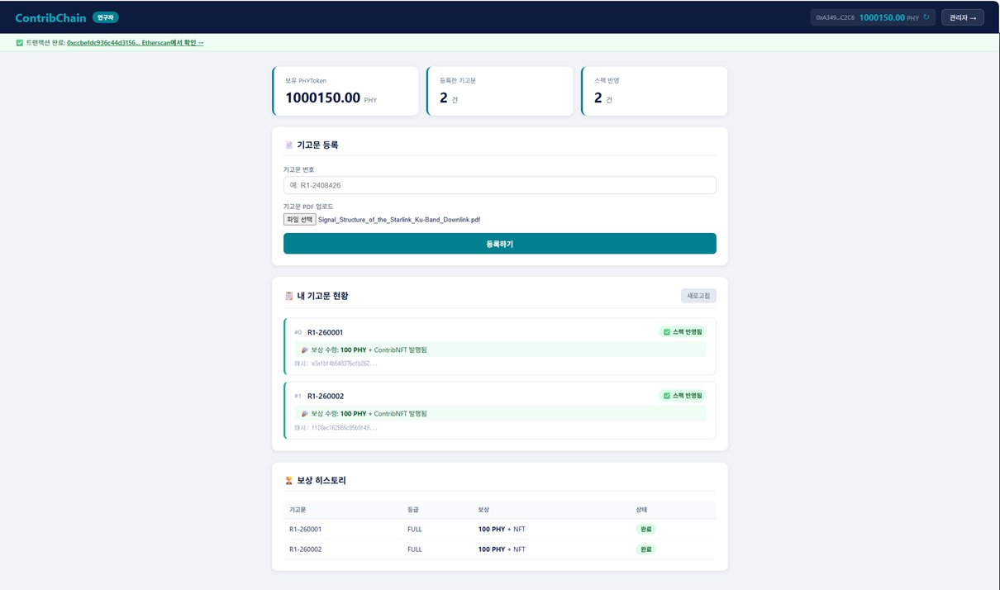 ContribChain 연구자 0xA349...C2C6 1000150.00 PHY ↻ 관리자 →
✅ 트랜잭션 완료: 0xccbefdc936c44d3156... Etherscan에서 확인 →
보유 PHYToken 등록한 기고문 스펙 반영
1000150.00 PHY 2 건 2 건
기고문 등록
기고문 번호
예: R1-2408426
기고문 PDF 업로드
파일 선택 Signal_Structure_of_the_Starlink_Ku-Band_Downlink.pdf
등록하기
내 기고문 현황 새로고침
#0 R1-260001 ✅ 스펙 반영됨
🎉 보상 수령: 100 PHY + ContribNFT 발행됨
해시: e3a1bf4b548376c1b262...
#1 R1-260002 ✅ 스펙 반영됨
🎉 보상 수령: 100 PHY + ContribNFT 발행됨
해시: ff28ec162666c85b9f49...
보상 히스토리
기고문 등급 보상 상태
R1-260001 FULL 100 PHY + NFT 완료
R1-260002 FULL 100 PHY + NFT 완료